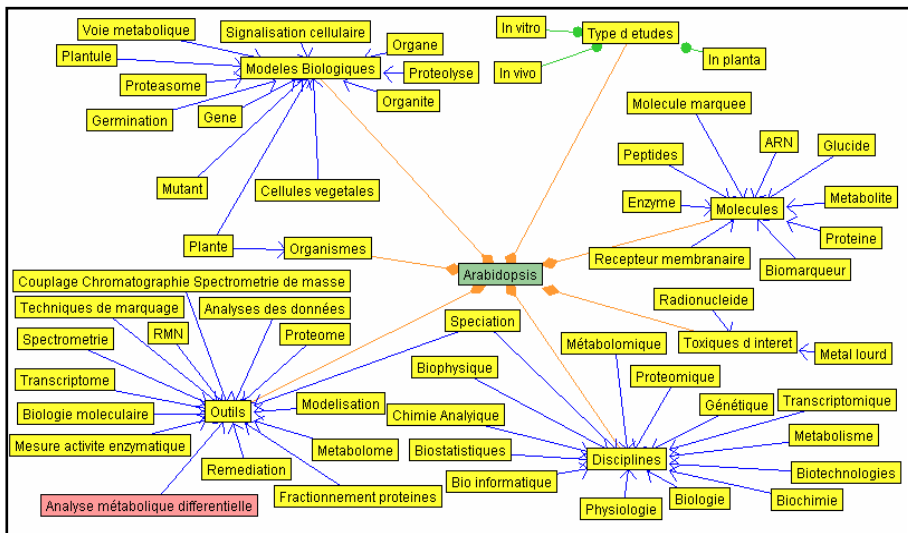 Voie metabolique
Signalisation cellulaire
Organe
In vitro
Type d etudes
Plantule
Modeles Biologiques
Proteolyse
In vivo
In planta
Proteasome
Organite
Germination
Gene
Molecule marquee
ARN
Glucide
Peptides
Mutant
Cellules vegetales
Enzyme
Molecules
Metabolite
Proteine
Plante
Organismes
Recepteur membranaire
Biomarqueur
Arabidopsis
Couplage Chromatographie Spectrometrie de masse
Radionucleide
Techniques de marquage
Analyses des données
Speciation
Spectrometrie
RMN
Proteome
Métabolomique
Toxiques d interet
Metal lourd
Biophysique
Proteomique
Transcriptome
Modelisation
Chimie Analyique
Génétique
Transcriptomique
Biologie moleculaire
Outils
Metabolisme
Mesure activite enzymatique
Metabolome
Biostatistiques
Disciplines
Remediation
Bio informatique
Biotechnologies
Analyse métabolique differentielle
Fractionnement proteines
Physiologie
Biologie
Biochimie